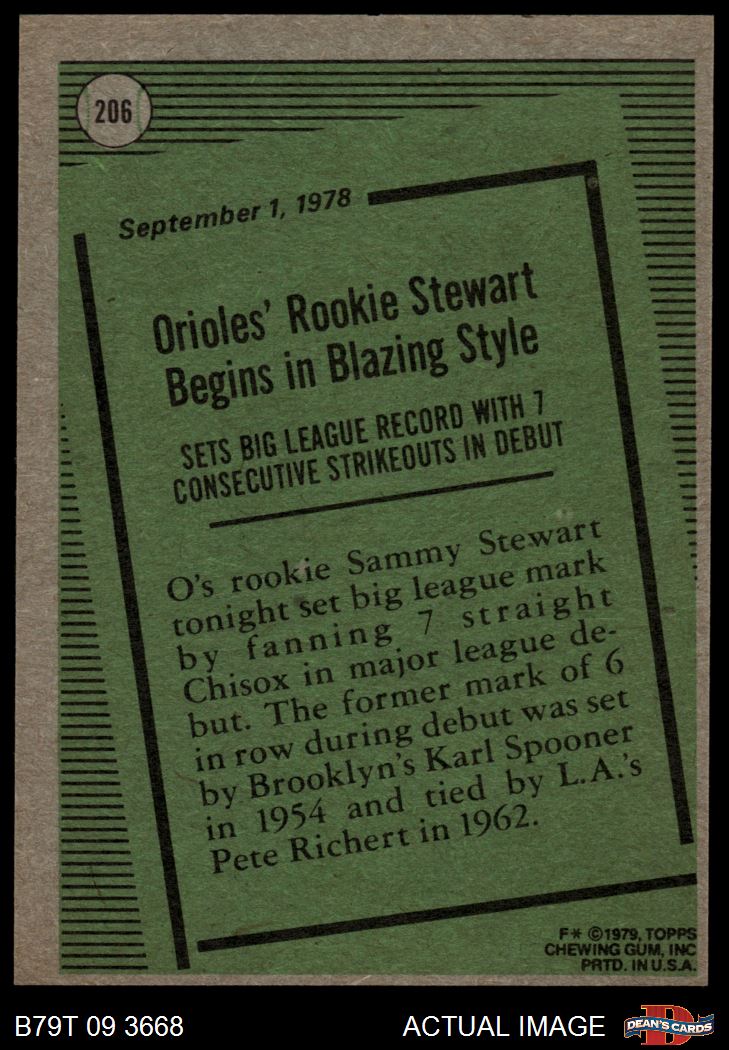 206
September 1, 1978
Orioles' Rookie Stewart
Begins in Blazing Style
SETS BIG LEAGUE RECORD WITH 7
CONSECUTIVE STRIKEOUTS IN DEBUT
O's rookie Sammy Stewart
tonight set big league mark
by fanning 7 straight
Chisox in major league de-
but. The former mark of 6
in row during debut was set
by Brooklyn's Karl Spooner
in 1954 and tied by L.A.'s
Pete Richert in 1962.
F* ©1979, TOPPS
CHEWING GUM, INC
PRTD. IN U.S.A.
B79T 09 3668
ACTUAL IMAGE
D
DEAN'S CARDS